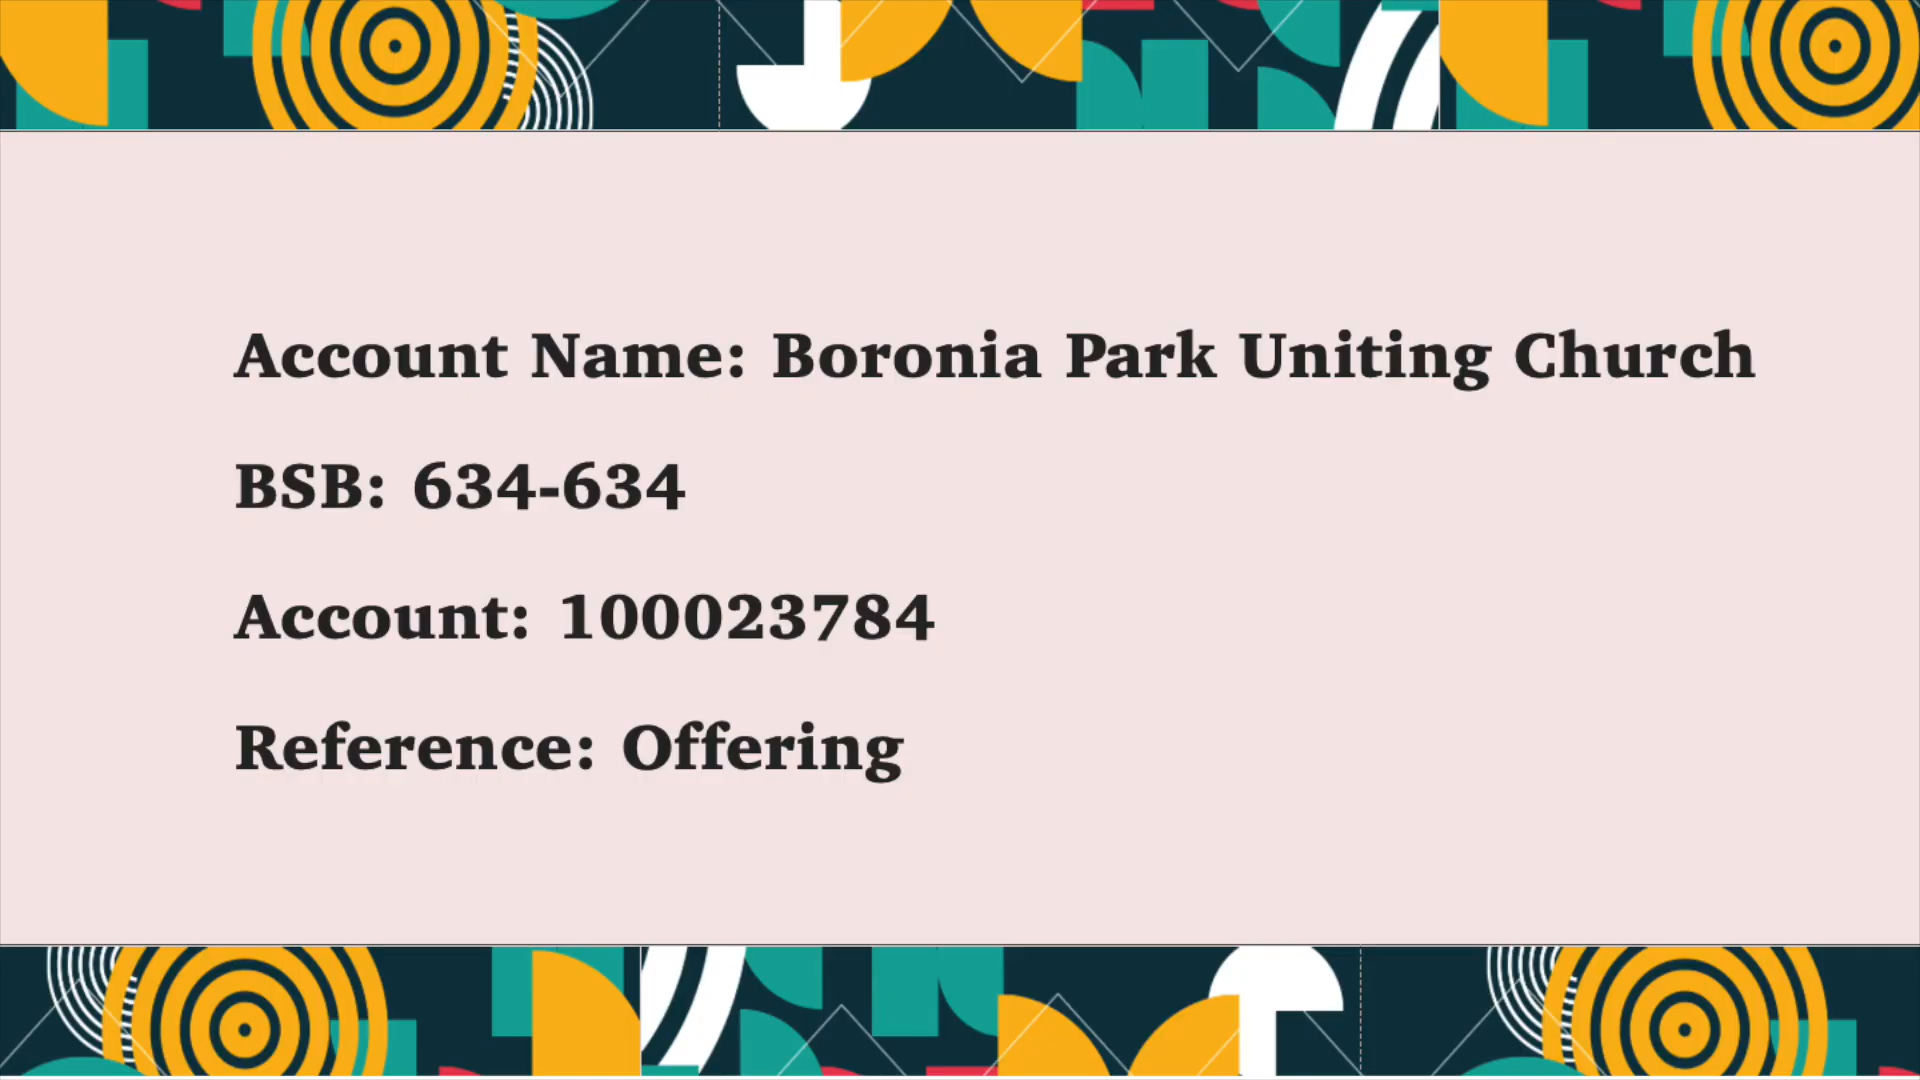 Account Name: Boronia Park Uniting Church
BSB: 634-634
Account: 100023784
Reference: Offering